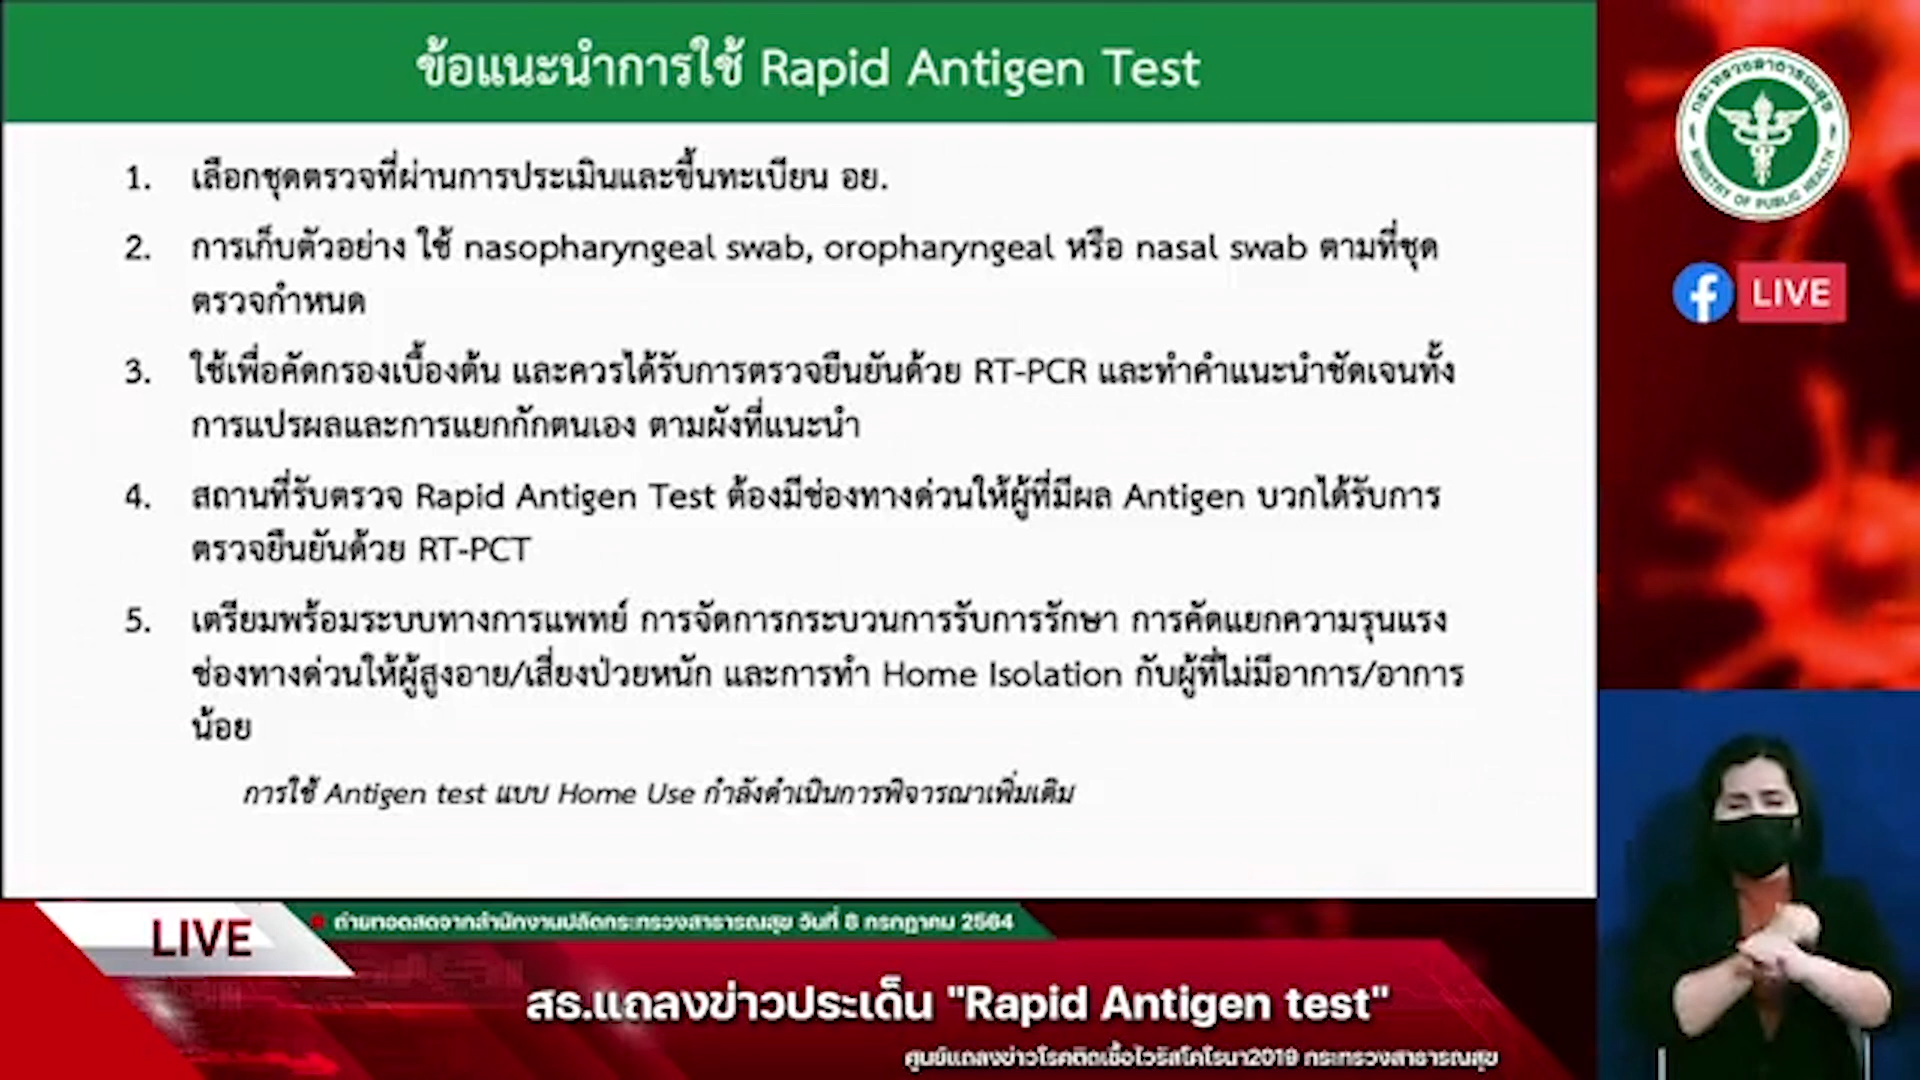 ข้อแนะนำการใช้ Rapid Antigen Test
1. เลือกชุดตรวจที่ผ่านการประเมินและขึ้นทะเบียน อย.
2. การเก็บตัวอย่าง ใช้ nasopharyngeal swab, oropharyngeal หรือ nasal swab ตามที่ชุด
ตรวจกำหนด
3. ใช้เพื่อคัดกรองเบื้องต้น และควรได้รับการตรวจยืนยันด้วย RT-PCR และทำคำแนะนำชัดเจนทั้ง
การแปรผลและการแยกกักตนเอง ตามผังที่แนะนำ
4. สถานที่รับตรวจ Rapid Antigen Test ต้องมีช่องทางด่วนให้ผู้ที่มีผล Antigen บวกได้รับการ
ตรวจยืนยันด้วย RT-PCT
5. เตรียมพร้อมระบบทางการแพทย์ การจัดการกระบวนการรับการรักษา การคัดแยกความรุนแรง
ช่องทางด่วนให้ผู้สูงอาย/เสี่ยงป่วยหนัก และการทำ Home Isolation กับผู้ที่ไม่มีอาการ/อาการ
น้อย
การใช้ Antigen test แบบ Home Use กำลังดำเนินการพิจารณาเพิ่มเติม
กระทรวงสาธารณสุข
MINISTRY OF PUBLIC HEALTH
LIVE
LIVE
ถ่ายทอดสดจากสำนักงานปลัดกระทรวงสาธารณสุข วันที่ 8 กรกฎาคม 2564
สธ.แถลงข่าวประเด็น "Rapid Antigen test"
ศูนย์แถลงข่าวโรคติดเชื้อไวรัสโคโรนา2019 กระทรวงสาธารณสุข